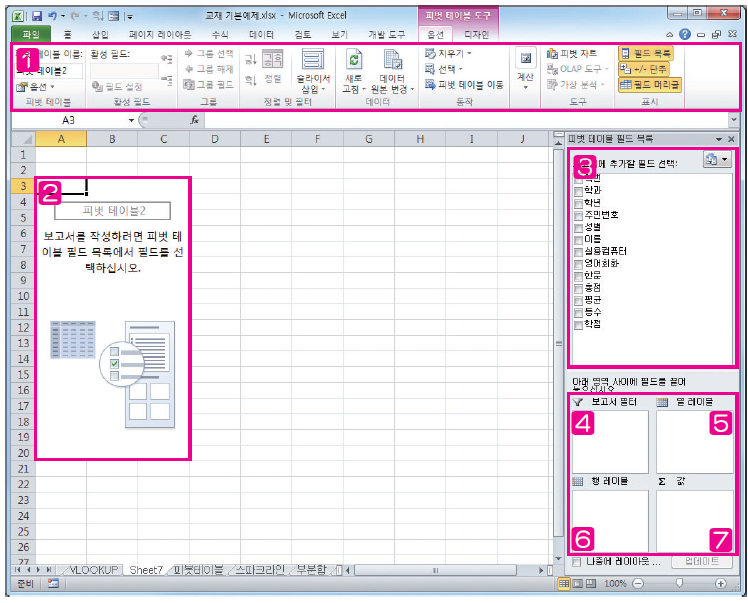 교재 기본예제.xlsx - Microsoft Excel
피벗 테이블 도구
파일 홈 삽입 페이지 레이아웃 수식 데이터 검토 보기 개발 도구 옵션 디자인
1
이블 이름: 활성 필드: 그룹 선택 지우기 피벗 차트 필드 목록
피벗 테이블2 그룹 해제 선택 OLAP 도구 +/- 단추
옵션 필드 설정 그룹 필드 정렬 슬라이서 삽입 새로 고침 데이터 원본 변경 피벗 테이블 이동 계산 가상 분석 필드 머리글
피벗 테이블 활성 필드 그룹 정렬 및 필터 데이터 동작 도구 표시
A3 fx
A B C D E F G H I J
1
2
3
4
5
6
7
8
9
10
11
12
13
14
15
16
17
18
19
20
21
22
23
24
25
26
27
2
피벗 테이블2
보고서를 작성하려면 피벗 테
이블 필드 목록에서 필드를 선
택하십시오.
피벗 테이블 필드 목록
3
에 추가할 필드 선택:
학과
학년
주민번호
성별
이름
실용컴퓨터
영어회화
한문
총점
평균
등수
학점
아래 영역 사이에 필드를 끌어
놓으십시오
보고서 필터 열 레이블
4 5
행 레이블 Σ 값
6 7
나중에 레이아웃 ... 업데이트
VLOOKUP Sheet7 피벗테이블 스파크라인 부분합
준비 100%